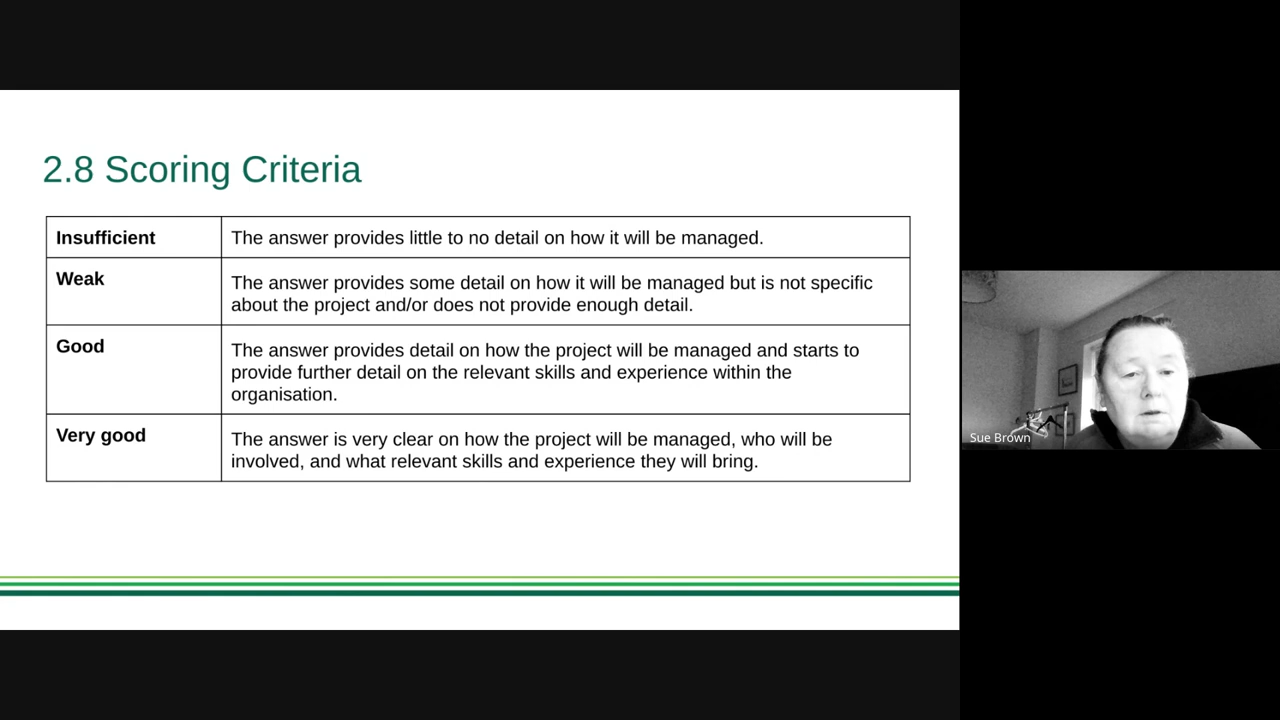 2.8 Scoring Criteria
Insufficient
The answer provides little to no detail on how it will be managed.
Weak
The answer provides some detail on how it will be managed but is not specific
about the project and/or does not provide enough detail.
Good
The answer provides detail on how the project will be managed and starts to
provide further detail on the relevant skills and experience within the
organisation.
Very good
The answer is very clear on how the project will be managed, who will be
involved, and what relevant skills and experience they will bring.
Sue Brown